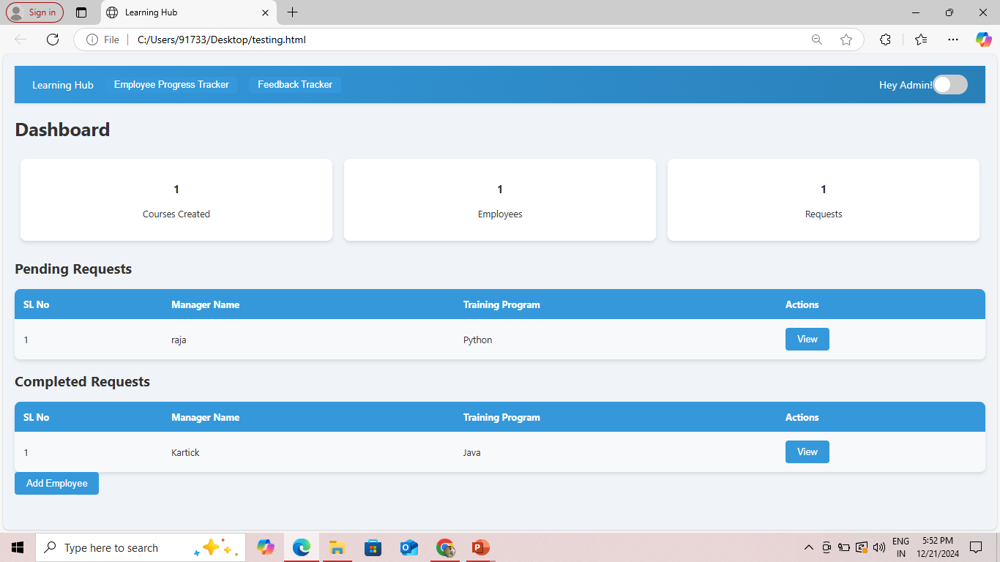 Sign in
Learning Hub
File
C:/Users/91733/Desktop/testing.html
Learning Hub Employee Progress Tracker Feedback Tracker Hey Admin!
Dashboard
1 1 1
Courses Created Employees Requests
Pending Requests
SL No Manager Name Training Program Actions
1 raja Python View
Completed Requests
SL No Manager Name Training Program Actions
1 Kartick Java View
Add Employee
Type here to search
ENG
IN
5:52 PM
12/21/2024